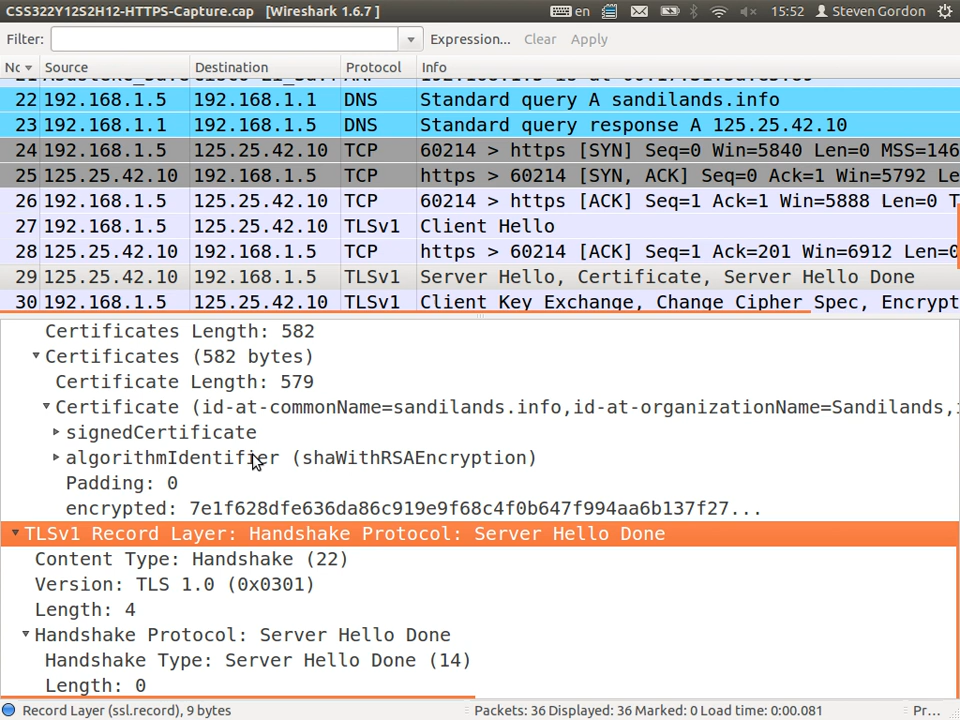 CSS322Y12S2H12-HTTPS-Capture.cap [Wireshark 1.6.7 ] en 15:52 Steven Gordon
Filter: Expression... Clear Apply
No Source Destination Protocol Info
22 192.168.1.5 192.168.1.1 DNS Standard query A sandilands.info
23 192.168.1.1 192.168.1.5 DNS Standard query response A 125.25.42.10
24 192.168.1.5 125.25.42.10 TCP 60214 > https [SYN] Seq=0 Win=5840 Len=0 MSS=146
25 125.25.42.10 192.168.1.5 TCP https > 60214 [SYN, ACK] Seq=0 Ack=1 Win=5792 Le
26 192.168.1.5 125.25.42.10 TCP 60214 > https [ACK] Seq=1 Ack=1 Win=5888 Len=0 T
27 192.168.1.5 125.25.42.10 TLSv1 Client Hello
28 125.25.42.10 192.168.1.5 TCP https > 60214 [ACK] Seq=1 Ack=201 Win=6912 Len=0
29 125.25.42.10 192.168.1.5 TLSv1 Server Hello, Certificate, Server Hello Done
30 192.168.1.5 125.25.42.10 TLSv1 Client Key Exchange, Change Cipher Spec, Encrypt
Certificates Length: 582
Certificates (582 bytes)
Certificate Length: 579
Certificate (id-at-commonName=sandilands.info,id-at-organizationName=Sandilands,i
signedCertificate
algorithmIdentifier (shaWithRSAEncryption)
Padding: 0
encrypted: 7e1f628dfe636da86c919e9f68c4f0b647f994aa6b137f27...
TLSv1 Record Layer: Handshake Protocol: Server Hello Done
Content Type: Handshake (22)
Version: TLS 1.0 (0x0301)
Length: 4
Handshake Protocol: Server Hello Done
Handshake Type: Server Hello Done (14)
Length: 0
Record Layer (ssl.record), 9 bytes Packets: 36 Displayed: 36 Marked: 0 Load time: 0:00.081 Pr...